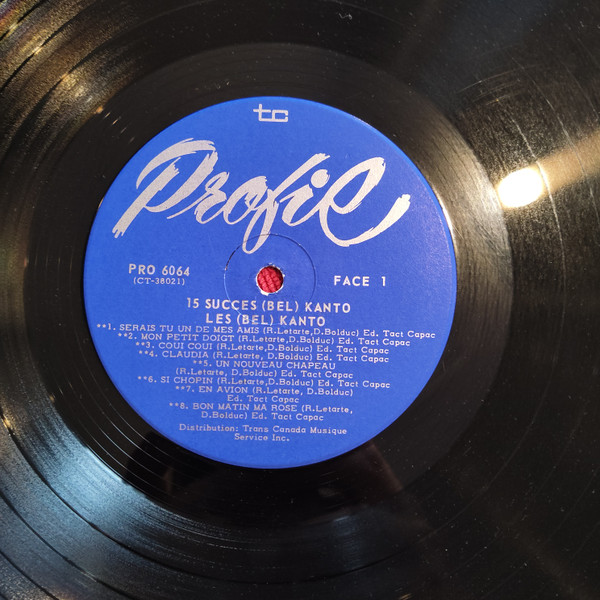 tc
Profil
PRO 6064
(CT-38021)
FACE 1
15 SUCCES (BEL) KANTO
LES (BEL) KANTO
**1. SERAIS TU UN DE MES AMIS (R.Letarte,D.Bolduc) Ed. Tact Capac
**2. MON PETIT DOIGT (R.Letarte,D.Bolduc) Ed. Tact Capac
**3. COUI COUI (R.Letarte,D.Bolduc) Ed. Tact Capac
**4. CLAUDIA (R.Letarte, D.Bolduc) Ed. Tact Capac
**5. UN NOUVEAU CHAPEAU
(R.Letarte, D.Bolduc) Ed. Tact Capac
**6. SI CHOPIN (R.Letarte,D.Bolduc) Ed. Tact Capac
**7. EN AVION (R.Letarte, D.Bolduc)
Ed. Tact Capac
**8. BON MATIN MA ROSE (R.Letarte,
D.Bolduc) Ed. Tact Capac
Distribution: Trans Canada Musique
Service Inc.